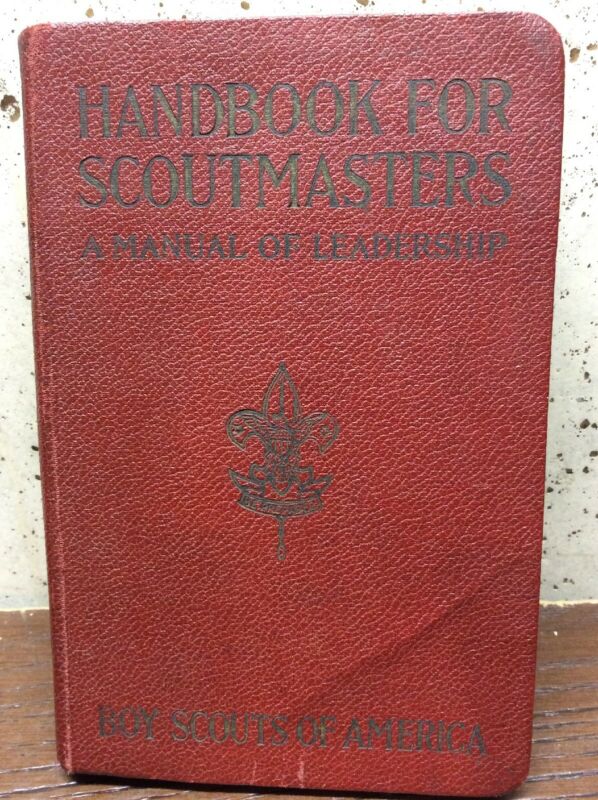 HANDBOOK FOR
SCOUTMASTERS
A MANUAL OF LEADERSHIP
BOY SCOUTS OF AMERICA